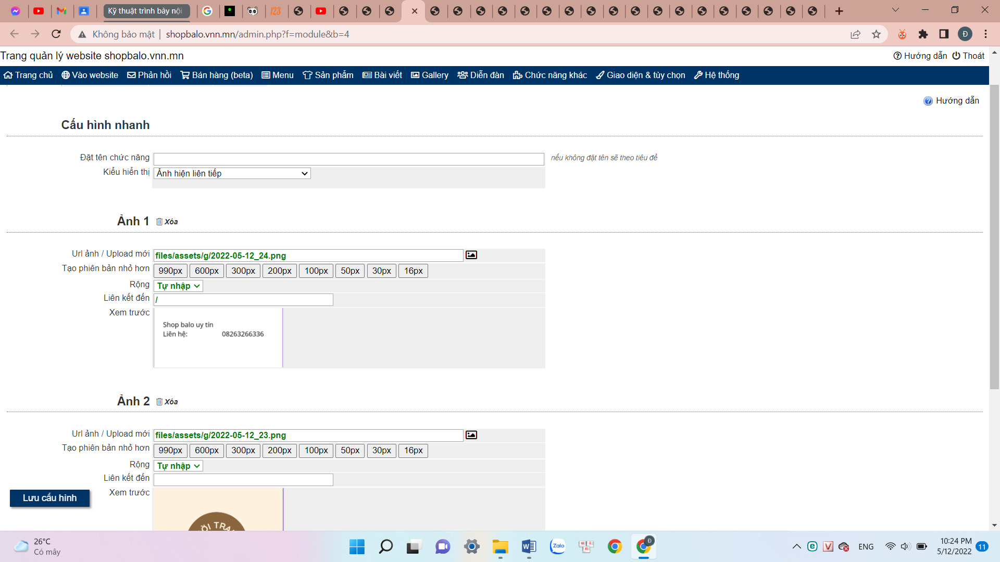 Kỹ thuật trình bày nội
123
Không bảo mật | shopbalo.vnn.mn/admin.php?f=module&b=4
Đ
Trang quản lý website shopbalo.vnn.mn
Hướng dẫn Thoát
Trang chủ Vào website Phản hồi Bán hàng (beta) Menu Sản phẩm Bài viết Gallery Diễn đàn Chức năng khác Giao diện & tùy chọn Hệ thống
Hướng dẫn
Cấu hình nhanh
Đặt tên chức năng nếu không đặt tên sẽ theo tiêu đề
Kiểu hiển thị Ảnh hiện liên tiếp
Ảnh 1 Xóa
Url ảnh / Upload mới files/assets/g/2022-05-12_24.png
Tạo phiên bản nhỏ hơn 990px 600px 300px 200px 100px 50px 30px 16px
Rộng Tự nhập
Liên kết đến /
Xem trước
Shop balo uy tín
Liên hệ: 08263266336
Ảnh 2 Xóa
Url ảnh / Upload mới files/assets/g/2022-05-12_23.png
Tạo phiên bản nhỏ hơn 990px 600px 300px 200px 100px 50px 30px 16px
Rộng Tự nhập
Liên kết đến
Xem trước
Lưu cấu hình
26°C
Có mây
Zalo
Đ
ENG
10:24 PM
5/12/2022
11